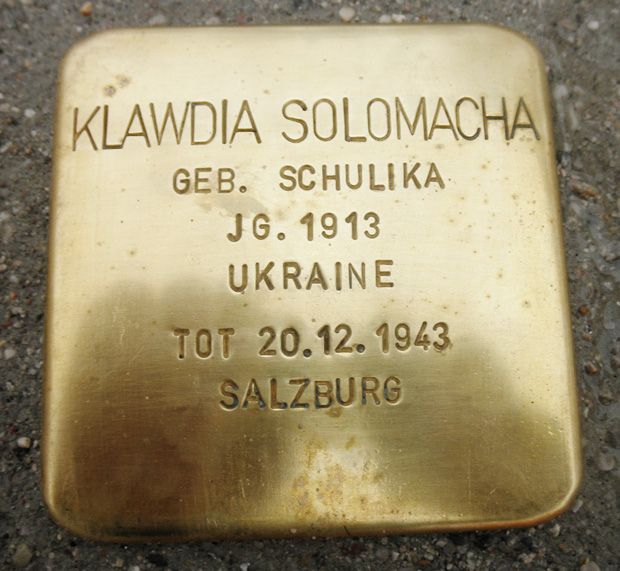 KLAWDIA SOLOMACHA
GEB. SCHULIKA
JG. 1913
UKRAINE
TOT 20.12.1943
SALZBURG